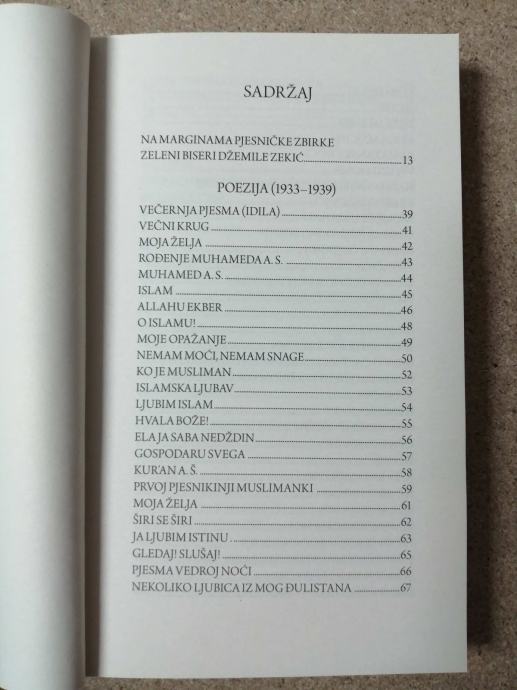 SADRŽAJ
NA MARGINAMA PJESNIČKE ZBIRKE
ZELENI BISERI DŽEMILE ZEKIĆ 13
POEZIJA (1933–1939)
VEČERNJA PJESMA (IDILA) 39
VEČNI KRUG 41
MOJA ŽELJA 42
ROĐENJE MUHAMEDA A. S. 43
MUHAMED A. S. 44
ISLAM 45
ALLAHU EKBER 46
O ISLAMU! 48
MOJE OPAŽANJE 49
NEMAM MOĆI, NEMAM SNAGE 50
KO JE MUSLIMAN 52
ISLAMSKA LJUBAV 53
LJUBIM ISLAM 54
HVALA BOŽE! 55
ELA JA SABA NEDŽDIN 56
GOSPODARU SVEGA 57
KUR'AN A. Š. 58
PRVOJ PJESNIKINJI MUSLIMANKI 59
MOJA ŽELJA 61
ŠIRI SE ŠIRI 62
JA LJUBIM ISTINU 63
GLEDAJ! SLUŠAJ! 65
PJESMA VEDROJ NOĆI 66
NEKOLIKO LJUBICA IZ MOG ĐULISTANA 67